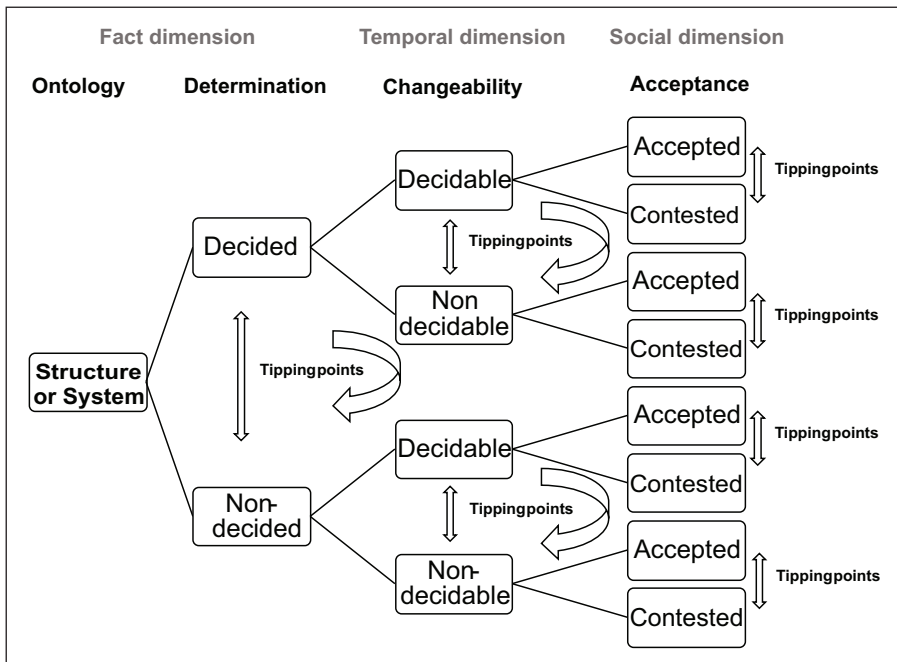 Fact dimension Temporal dimension Social dimension
Ontology Determination Changeability Acceptance
Accepted
Tippingpoints
Decidable
Contested
Decided
Tippingpoints
Accepted
Non
decidable
Tippingpoints
Contested
Structure
or System
Tippingpoints
Accepted
Decidable
Tippingpoints
Contested
Non-
decided
Tippingpoints
Accepted
Non-
decidable
Tippingpoints
Contested